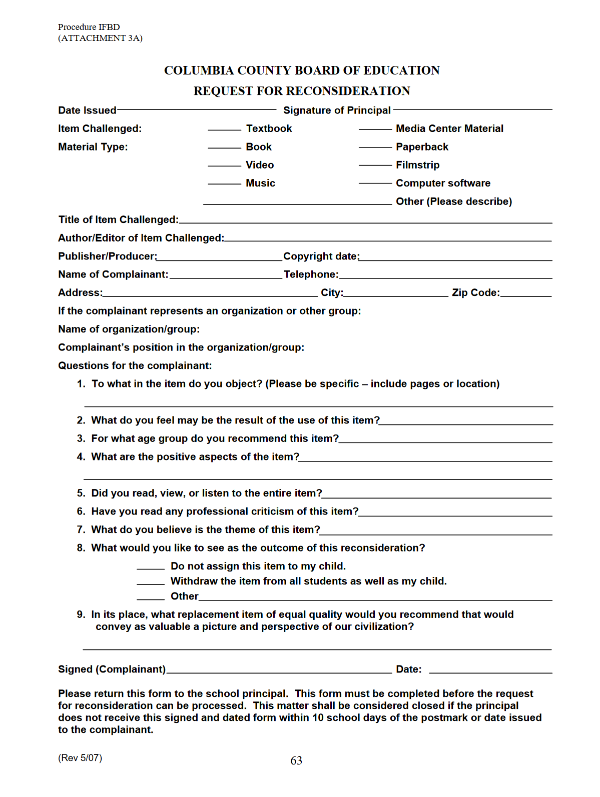 Procedure IFBD
(ATTACHMENT 3A)
COLUMBIA COUNTY BOARD OF EDUCATION
REQUEST FOR RECONSIDERATION
Date Issued Signature of Principal
Item Challenged: Textbook Media Center Material
Material Type: Book Paperback
Video Filmstrip
Music Computer software
Other (Please describe)
Title of Item Challenged:
Author/Editor of Item Challenged:
Publisher/Producer: Copyright date:
Name of Complainant: Telephone:
Address: City: Zip Code:
If the complainant represents an organization or other group:
Name of organization/group:
Complainant's position in the organization/group:
Questions for the complainant:
1. To what in the item do you object? (Please be specific – include pages or location)
2. What do you feel may be the result of the use of this item?
3. For what age group do you recommend this item?
4. What are the positive aspects of the item?
5. Did you read, view, or listen to the entire item?
6. Have you read any professional criticism of this item?
7. What do you believe is the theme of this item?
8. What would you like to see as the outcome of this reconsideration?
Do not assign this item to my child.
Withdraw the item from all students as well as my child.
Other
9. In its place, what replacement item of equal quality would you recommend that would
convey as valuable a picture and perspective of our civilization?
Signed (Complainant) Date:
Please return this form to the school principal. This form must be completed before the request
for reconsideration can be processed. This matter shall be considered closed if the principal
does not receive this signed and dated form within 10 school days of the postmark or date issued
to the complainant.
(Rev 5/07)
63